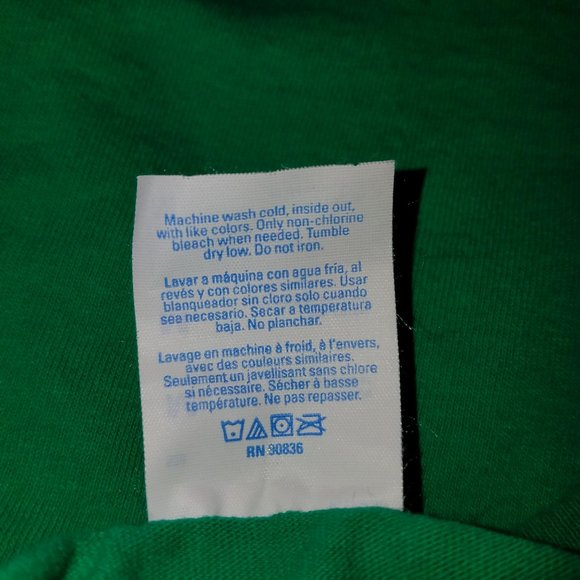 Machine wash cold, inside out,
with like colors. Only non-chlorine
bleach when needed. Tumble
dry low. Do not iron.
Lavar a máquina con agua fría, al
revés y con colores similares. Usar
blanqueador sin cloro solo cuando
sea necesario. Secar a temperatura
baja. No planchar.
Lavage en machine à froid, à l'envers,
avec des couleurs similaires.
Seulement un javellisant sans chlore
si nécessaire. Sécher à basse
température. Ne pas repasser.
RN 90836